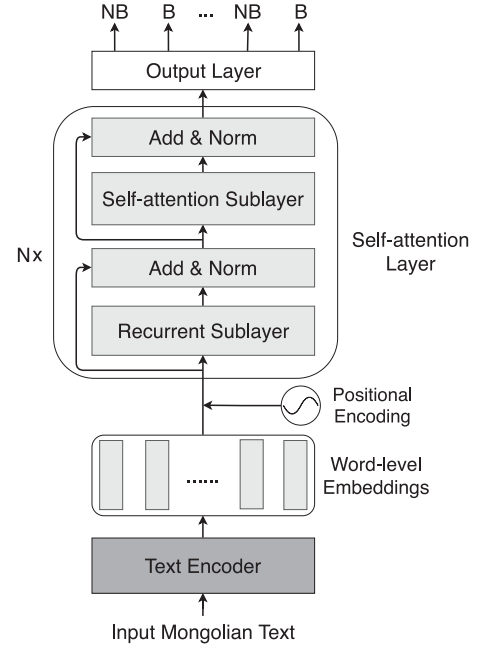 NB B ... NB B
Output Layer
Add & Norm
Self-attention Sublayer
Nx
Self-attention
Layer
Add & Norm
Recurrent Sublayer
Positional
Encoding
......
Word-level
Embeddings
Text Encoder
Input Mongolian Text